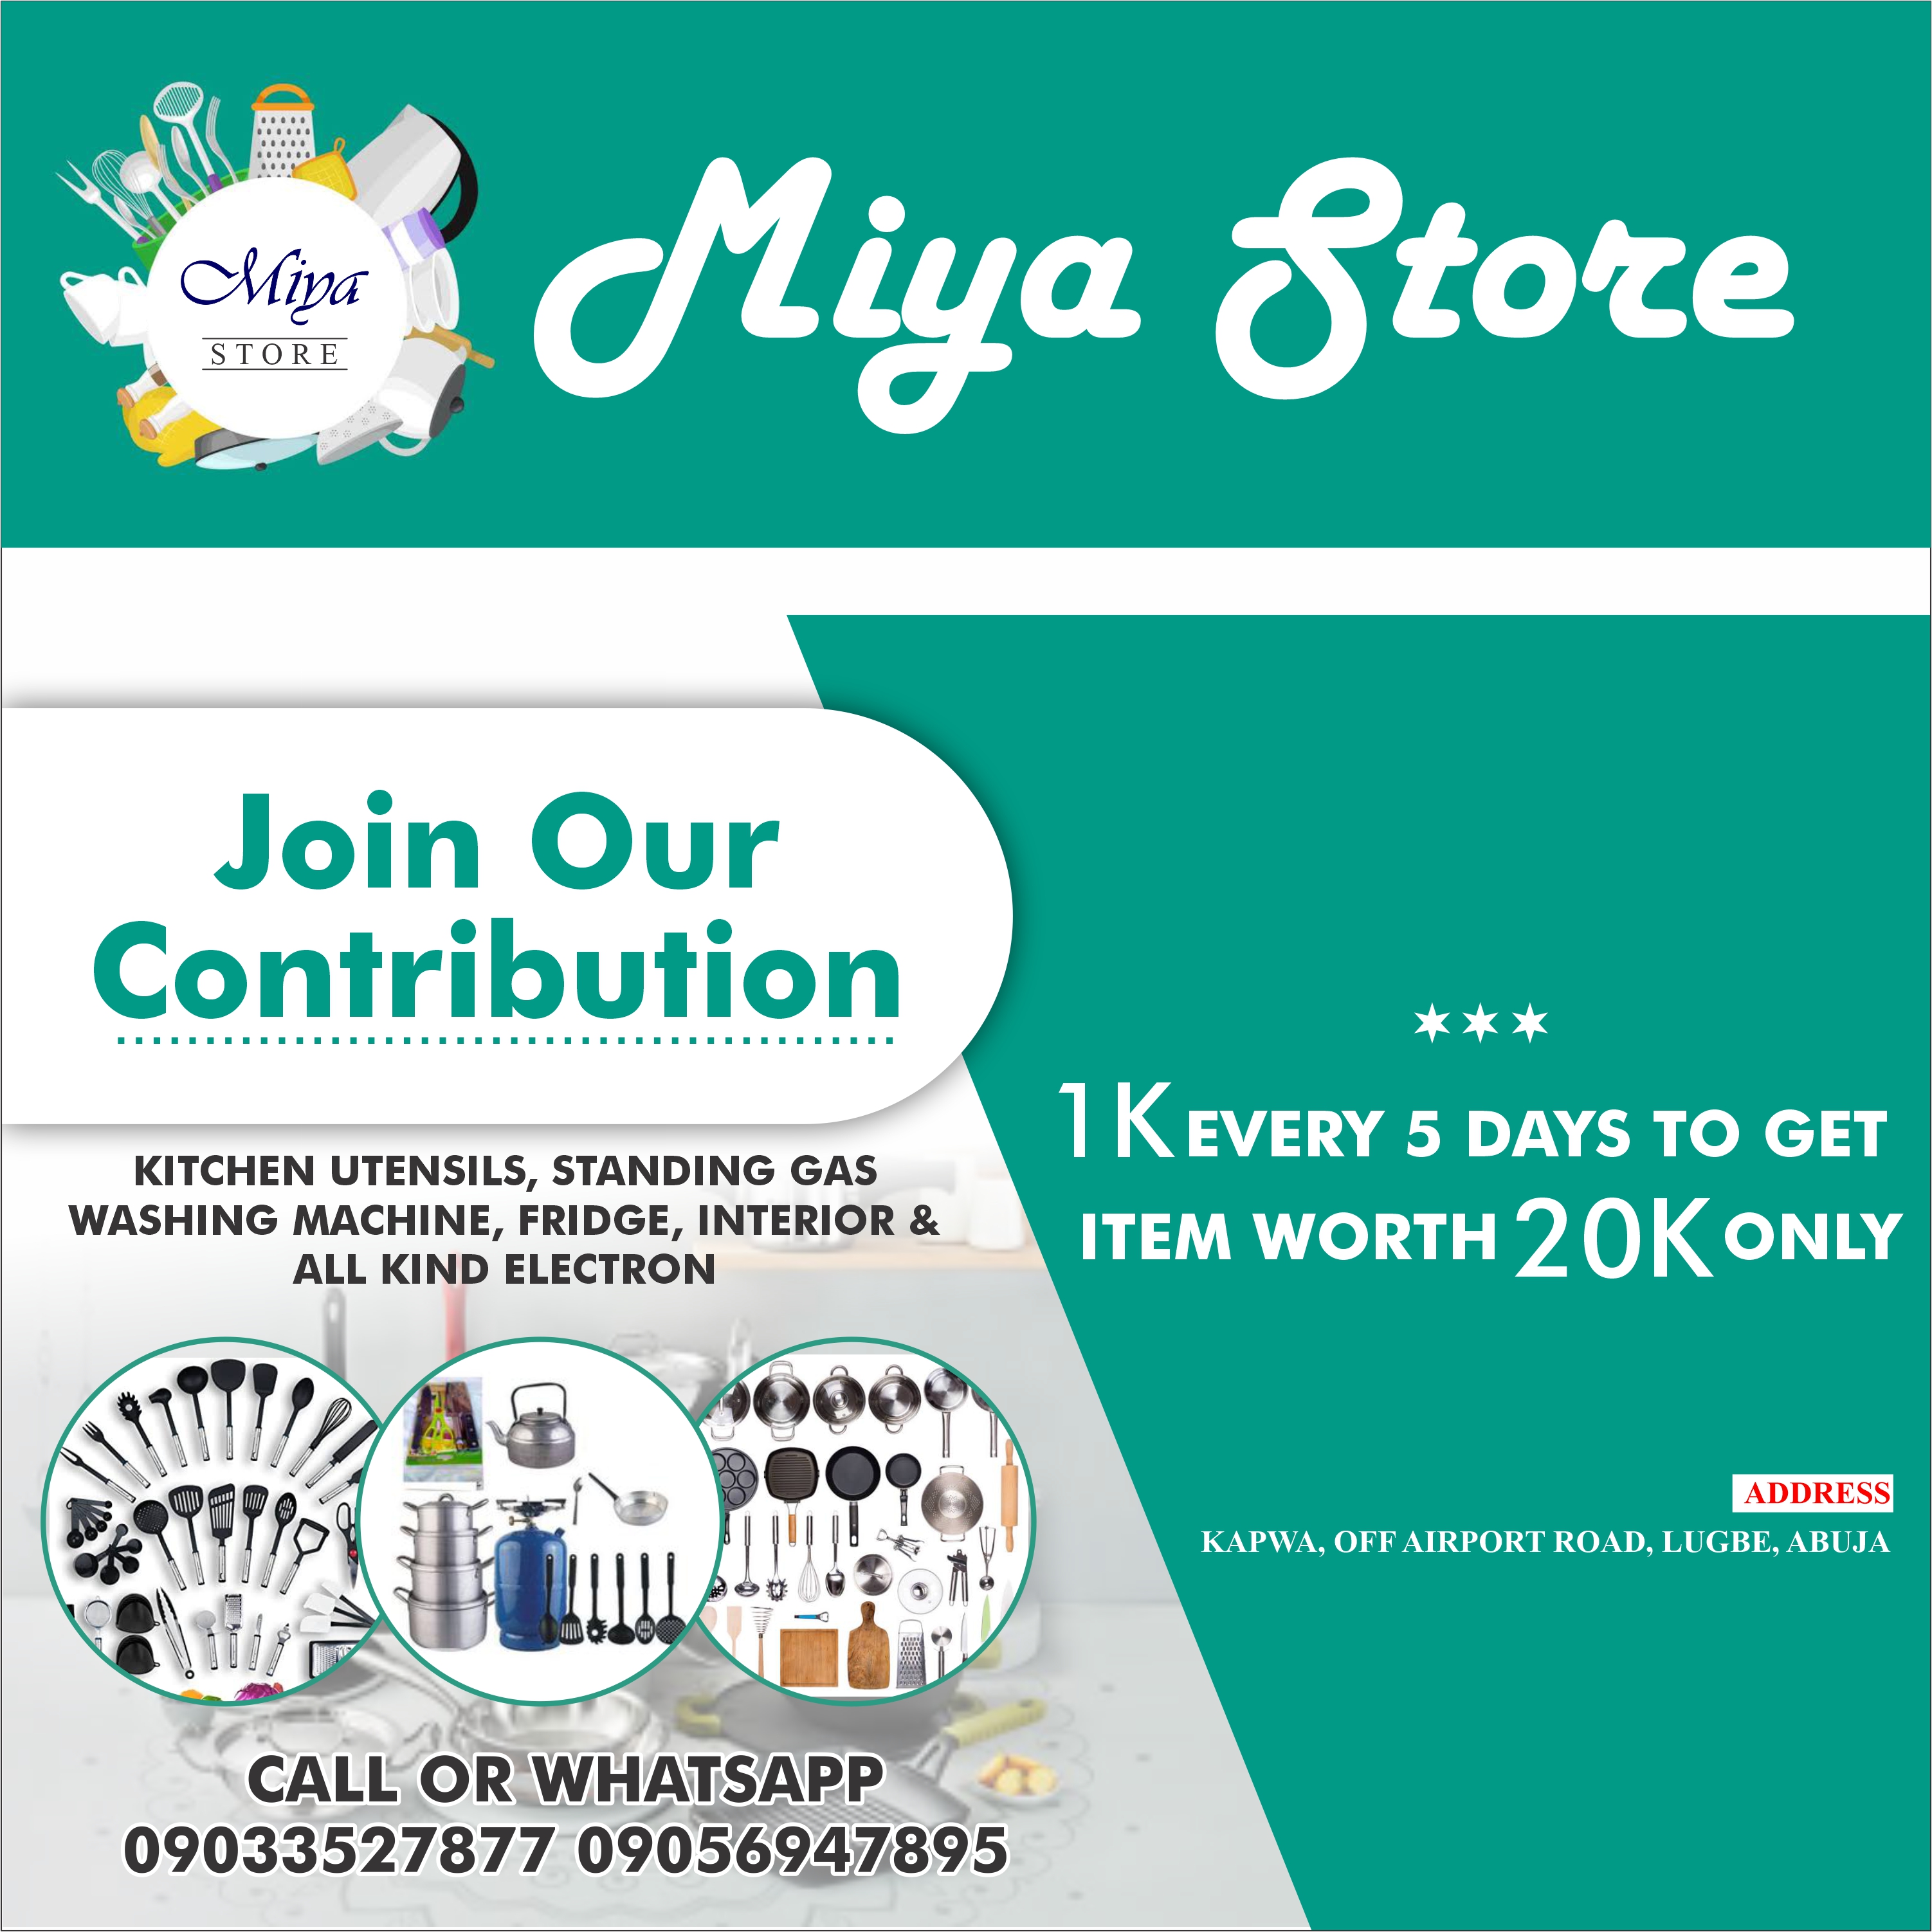 Miya
STORE
Miya Store
Join Our
Contribution
KITCHEN UTENSILS, STANDING GAS
WASHING MACHINE, FRIDGE, INTERIOR &
ALL KIND ELECTRON
1K EVERY 5 DAYS TO GET
ITEM WORTH 20K ONLY
ADDRESS
KAPWA, OFF AIRPORT ROAD, LUGBE, ABUJA
CALL OR WHATSAPP
09033527877 09056947895